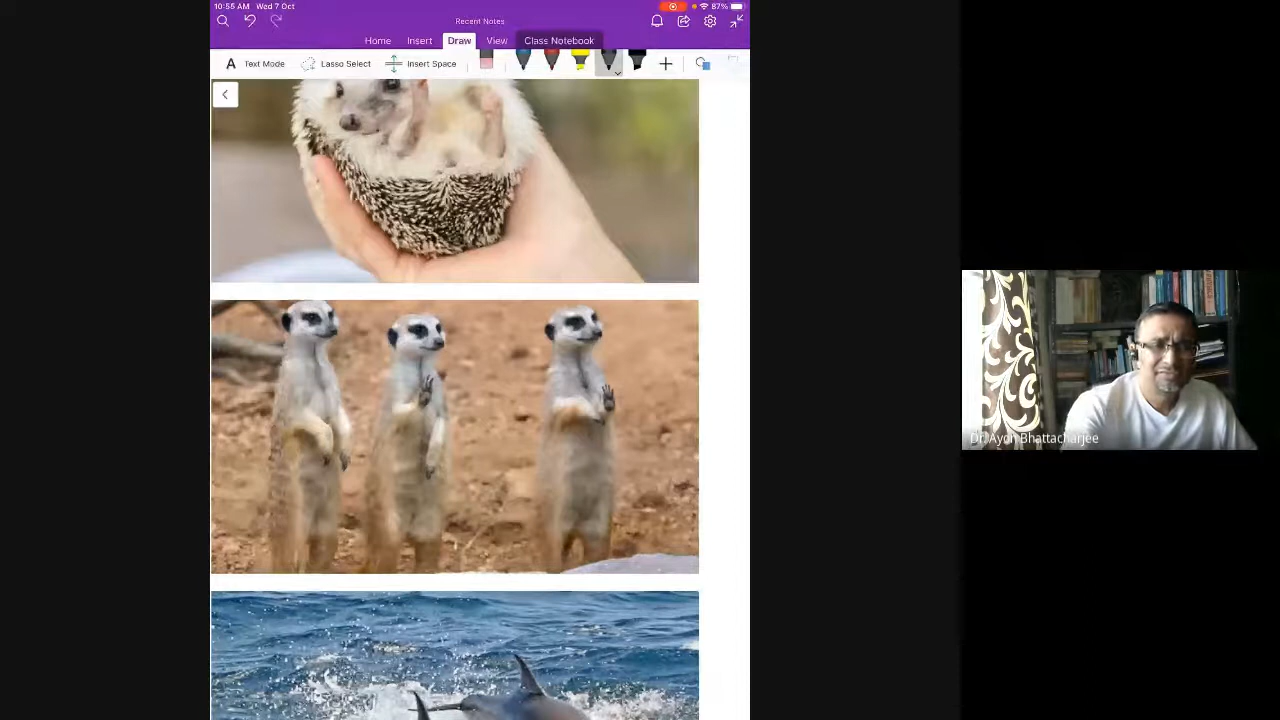 10:55 AM Wed 7 Oct
87%
Recent Notes
Home Insert Draw View Class Notebook
A Text Mode Lasso Select Insert Space
Dr. Ayon Bhattacharjee